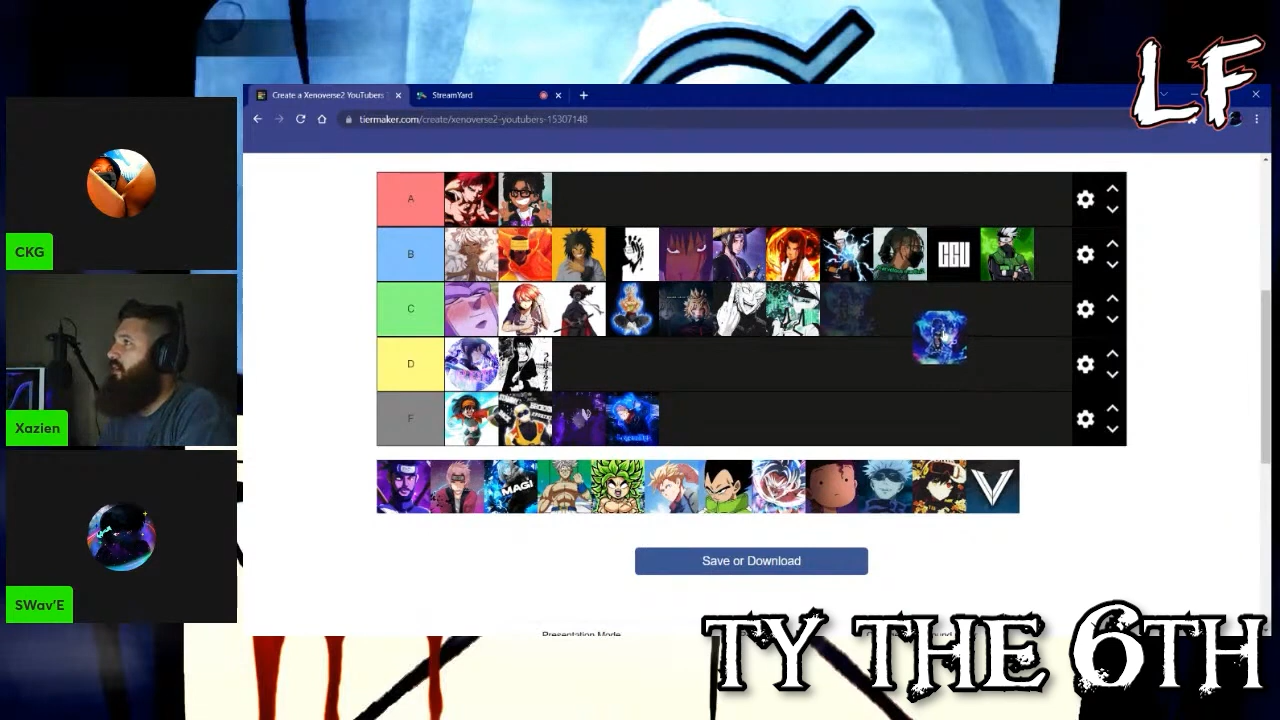 LF
Create a Xenoverse2 YouTubers
StreamYard
tiermaker.com/create/xenoverse2-youtubers-15307148
CKG
Xazien
SWav'E
A
B
CGU
C
D
F
MAGI
V
Save or Download
Presentation Mode
TY THE 6TH